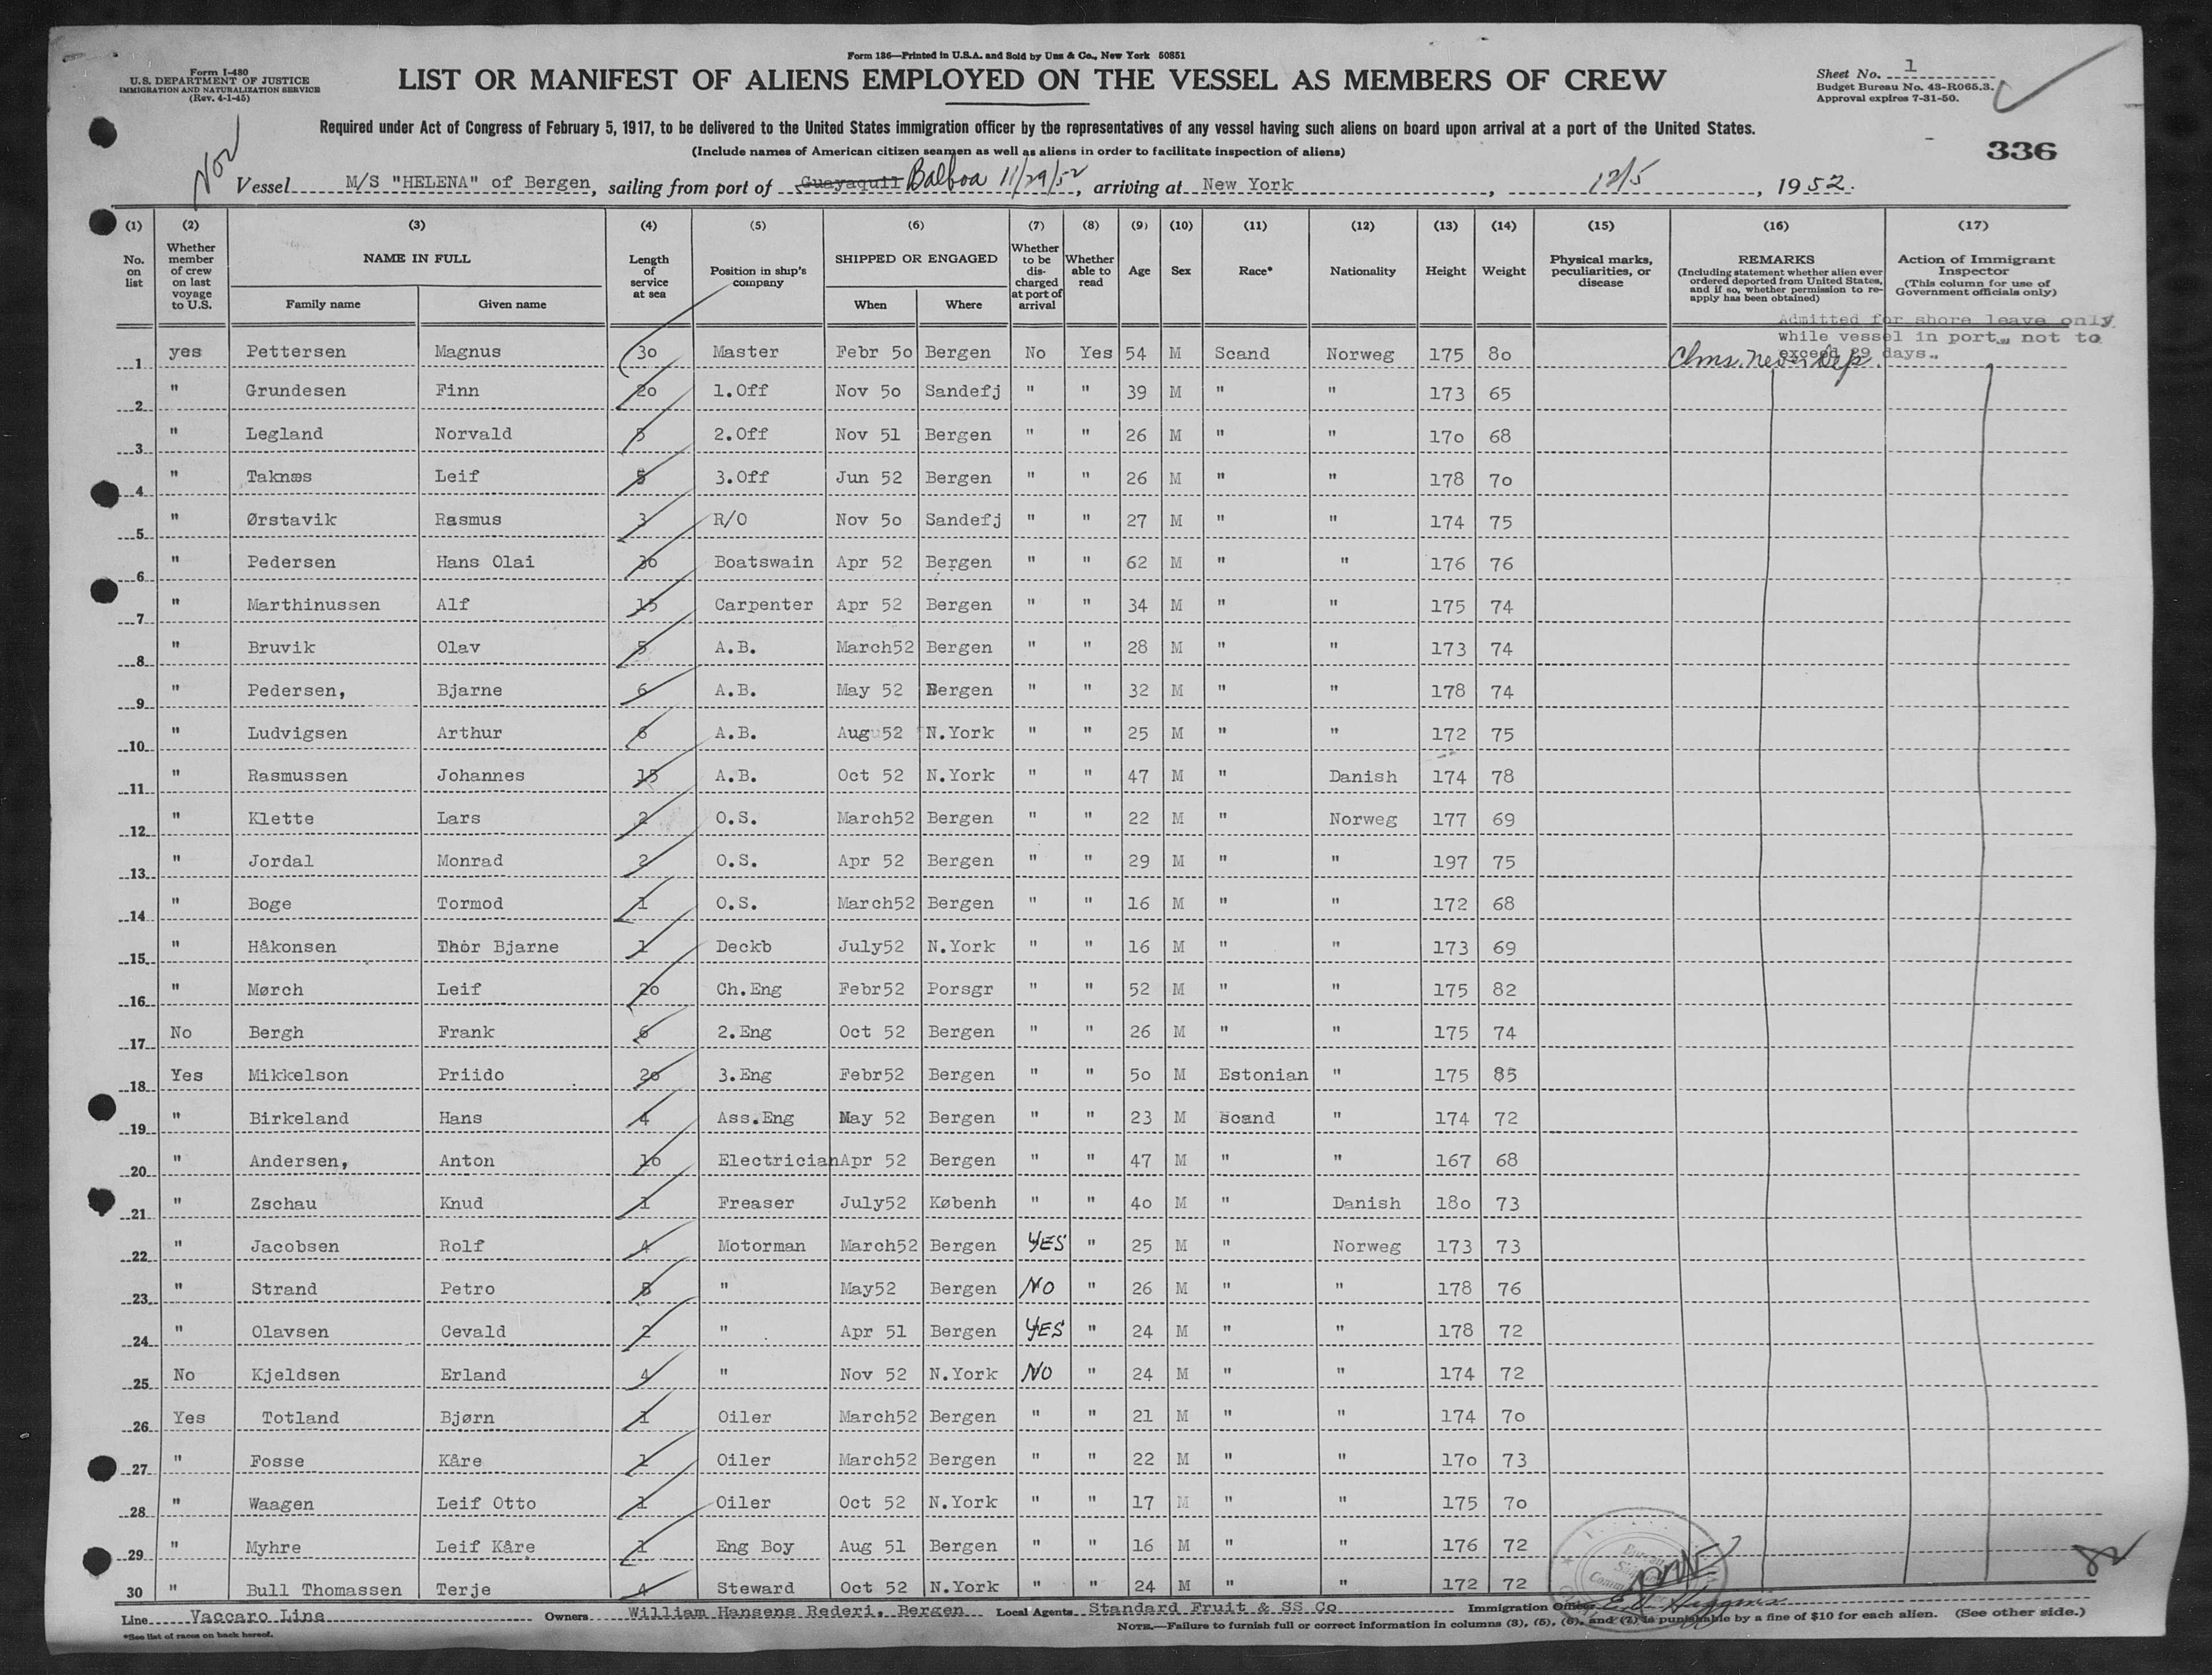 Form 136—Printed in U.S.A. and Sold by Unz & Co., New York 50851
Form I-480
U.S. DEPARTMENT OF JUSTICE
IMMIGRATION AND NATURALIZATION SERVICE
(Rev. 4-1-45)
LIST OR MANIFEST OF ALIENS EMPLOYED ON THE VESSEL AS MEMBERS OF CREW
Sheet No. 1
Budget Bureau No. 43-R065.3.
Approval expires 7-31-50.
Required under Act of Congress of February 5, 1917, to be delivered to the United States immigration officer by the representatives of any vessel having such aliens on board upon arrival at a port of the United States.
(Include names of American citizen seamen as well as aliens in order to facilitate inspection of aliens)
336
Nor
Vessel M/S "HELENA" of Bergen, sailing from port of Guayaquil Balboa 11/29/52, arriving at New York, 12/5, 1952.
(1) (2) (3) (4) (5) (6) (7) (8) (9) (10) (11) (12) (13) (14) (15) (16) (17)
No. on list
Whether member of crew on last voyage to U.S.
NAME IN FULL
Family name Given name
Length of service at sea
Position in ship's company
SHIPPED OR ENGAGED
When Where
Whether to be discharged at port of arrival
Whether able to read
Age Sex Race* Nationality Height Weight
Physical marks, peculiarities, or disease
REMARKS
(Including statement whether alien ever ordered deported from United States, and if so, whether permission to re-apply has been obtained)
Action of Immigrant Inspector
(This column for use of Government officials only)
Admitted for shore leave only
while vessel in port, not to
exceed 29 days.
1 yes Pettersen Magnus 30 Master Febr 50 Bergen No Yes 54 M Scand Norweg 175 80 Clms. never dep.
2 " Grundesen Finn 20 1.Off Nov 50 Sandefj " " 39 M " " 173 65
3 " Legland Norvald 5 2.Off Nov 51 Bergen " " 26 M " " 170 68
4 " Taknæs Leif 5 3.Off Jun 52 Bergen " " 26 M " " 178 70
5 " Ørstavik Rasmus 3 R/O Nov 50 Sandefj " " 27 M " " 174 75
6 " Pedersen Hans Olai 30 Boatswain Apr 52 Bergen " " 62 M " " 176 76
7 " Marthinussen Alf 15 Carpenter Apr 52 Bergen " " 34 M " " 175 74
8 " Bruvik Olav 5 A.B. March52 Bergen " " 28 M " " 173 74
9 " Pedersen, Bjarne 6 A.B. May 52 Bergen " " 32 M " " 178 74
10 " Ludvigsen Arthur 6 A.B. Aug 52 N.York " " 25 M " " 172 75
11 " Rasmussen Johannes 15 A.B. Oct 52 N.York " " 47 M " Danish 174 78
12 " Klette Lars 2 O.S. March52 Bergen " " 22 M " Norweg 177 69
13 " Jordal Monrad 2 O.S. Apr 52 Bergen " " 29 M " " 197 75
14 " Boge Tormod 1 O.S. March52 Bergen " " 16 M " " 172 68
15 " Håkonsen Thor Bjarne 1 Deckb July52 N.York " " 16 M " " 173 69
16 " Mørch Leif 20 Ch.Eng Febr52 Porsgr " " 52 M " " 175 82
17 No Bergh Frank 6 2.Eng Oct 52 Bergen " " 26 M " " 175 74
18 Yes Mikkelson Priido 20 3.Eng Febr52 Bergen " " 50 M Estonian " 175 85
19 " Birkeland Hans 4 Ass.Eng May 52 Bergen " " 23 M scand " 174 72
20 " Andersen, Anton 16 Electrician Apr 52 Bergen " " 47 M " " 167 68
21 " Zschau Knud 1 Freaser July52 Københ " " 40 M " Danish 180 73
22 " Jacobsen Rolf 4 Motorman March52 Bergen YES " 25 M " Norweg 173 73
23 " Strand Petro 5 " May52 Bergen NO " 26 M " " 178 76
24 " Olavsen Gevald 2 " Apr 51 Bergen YES " 24 M " " 178 72
25 No Kjeldsen Erland 4 " Nov 52 N.York NO " 24 M " " 174 72
26 Yes Totland Bjørn 1 Oiler March52 Bergen " " 21 M " " 174 70
27 " Fosse Kåre 1 Oiler March52 Bergen " " 22 M " " 170 73
28 " Waagen Leif Otto 1 Oiler Oct 52 N.York " " 17 M " " 175 70
29 " Myhre Leif Kåre 1 Eng Boy Aug 51 Bergen " " 16 M " " 176 72
30 " Bull Thomassen Terje 4 Steward Oct 52 N.York " " 24 M " " 172 72
Line Vaccaro Line Owners William Hansens Rederi, Bergen Local Agents Standard Fruit & SS Co Immigration Officer
*See list of races on back hereof.
NOTE.—Failure to furnish full or correct information in columns (3), (5), (6), and (7) is punishable by a fine of $10 for each alien. (See other side.)